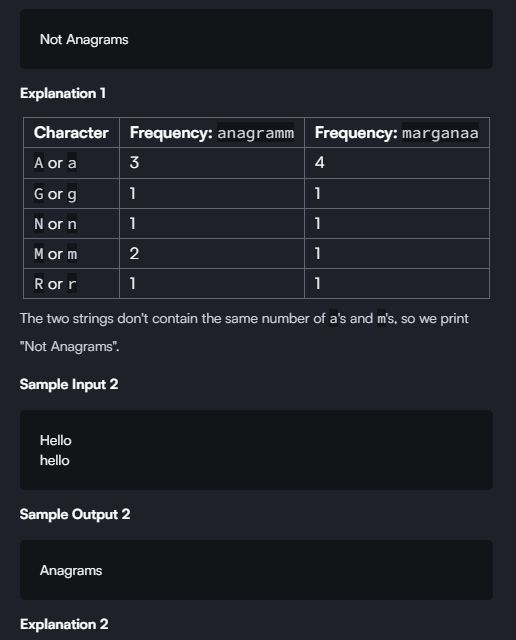 Not Anagrams
Explanation 1
Character Frequency: anagramm Frequency: marganaa
A or a 3 4
G or g 1 1
N or n 1 1
M or m 2 1
R or r 1 1
The two strings don't contain the same number of a's and m's, so we print
"Not Anagrams".
Sample Input 2
Hello
hello
Sample Output 2
Anagrams
Explanation 2